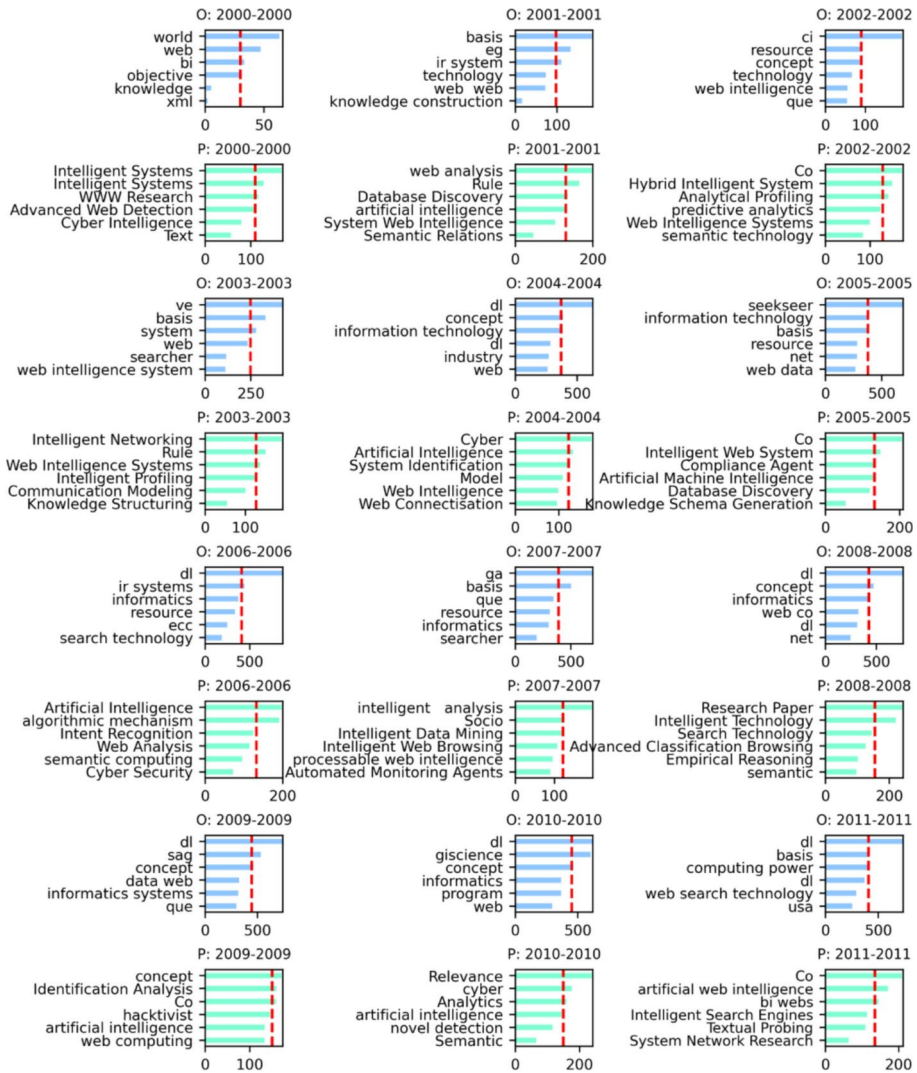 O: 2000-2000
world
web
bi
objective
knowledge
xml
0 50
O: 2001-2001
basis
eg
ir system
technology
web web
knowledge construction
0 100
O: 2002-2002
ci
resource
concept
technology
web intelligence
que
0 100
P: 2000-2000
Intelligent Systems
Intelligent Systems
WWW Research
Advanced Web Detection
Cyber Intelligence
Text
0 100
P: 2001-2001
web analysis
Rule
Database Discovery
artificial intelligence
System Web Intelligence
Semantic Relations
0 200
P: 2002-2002
Co
Hybrid Intelligent System
Analytical Profiling
predictive analytics
Web Intelligence Systems
semantic technology
0 100
O: 2003-2003
ve
basis
system
web
searcher
web intelligence system
0 250
O: 2004-2004
dl
concept
information technology
dl
industry
web
0 500
O: 2005-2005
seekseer
information technology
basis
resource
net
web data
0 500
P: 2003-2003
Intelligent Networking
Rule
Web Intelligence Systems
Intelligent Profiling
Communication Modeling
Knowledge Structuring
0 100
P: 2004-2004
Cyber
Artificial Intelligence
System Identification
Model
Web Intelligence
Web Connectisation
0 100
P: 2005-2005
Co
Intelligent Web System
Compliance Agent
Artificial Machine Intelligence
Database Discovery
Knowledge Schema Generation
0 200
O: 2006-2006
dl
ir systems
informatics
resource
ecc
search technology
0 500
O: 2007-2007
ga
basis
que
resource
informatics
searcher
0 500
O: 2008-2008
dl
concept
informatics
web co
dl
net
0 500
P: 2006-2006
Artificial Intelligence
algorithmic mechanism
Intent Recognition
Web Analysis
semantic computing
Cyber Security
0 200
P: 2007-2007
intelligent analysis
Socio
Intelligent Data Mining
Intelligent Web Browsing
processable web intelligence
Automated Monitoring Agents
0 100
P: 2008-2008
Research Paper
Intelligent Technology
Search Technology
Advanced Classification Browsing
Empirical Reasoning
semantic
0 200
O: 2009-2009
dl
sag
concept
data web
informatics systems
que
0 500
O: 2010-2010
dl
giscience
concept
informatics
program
web
0 500
O: 2011-2011
dl
basis
computing power
dl
web search technology
usa
0 500
P: 2009-2009
concept
Identification Analysis
Co
hacktivist
artificial intelligence
web computing
0 100
P: 2010-2010
Relevance
cyber
Analytics
artificial intelligence
novel detection
Semantic
0 200
P: 2011-2011
Co
artificial web intelligence
bi webs
Intelligent Search Engines
Textual Probing
System Network Research
0 200